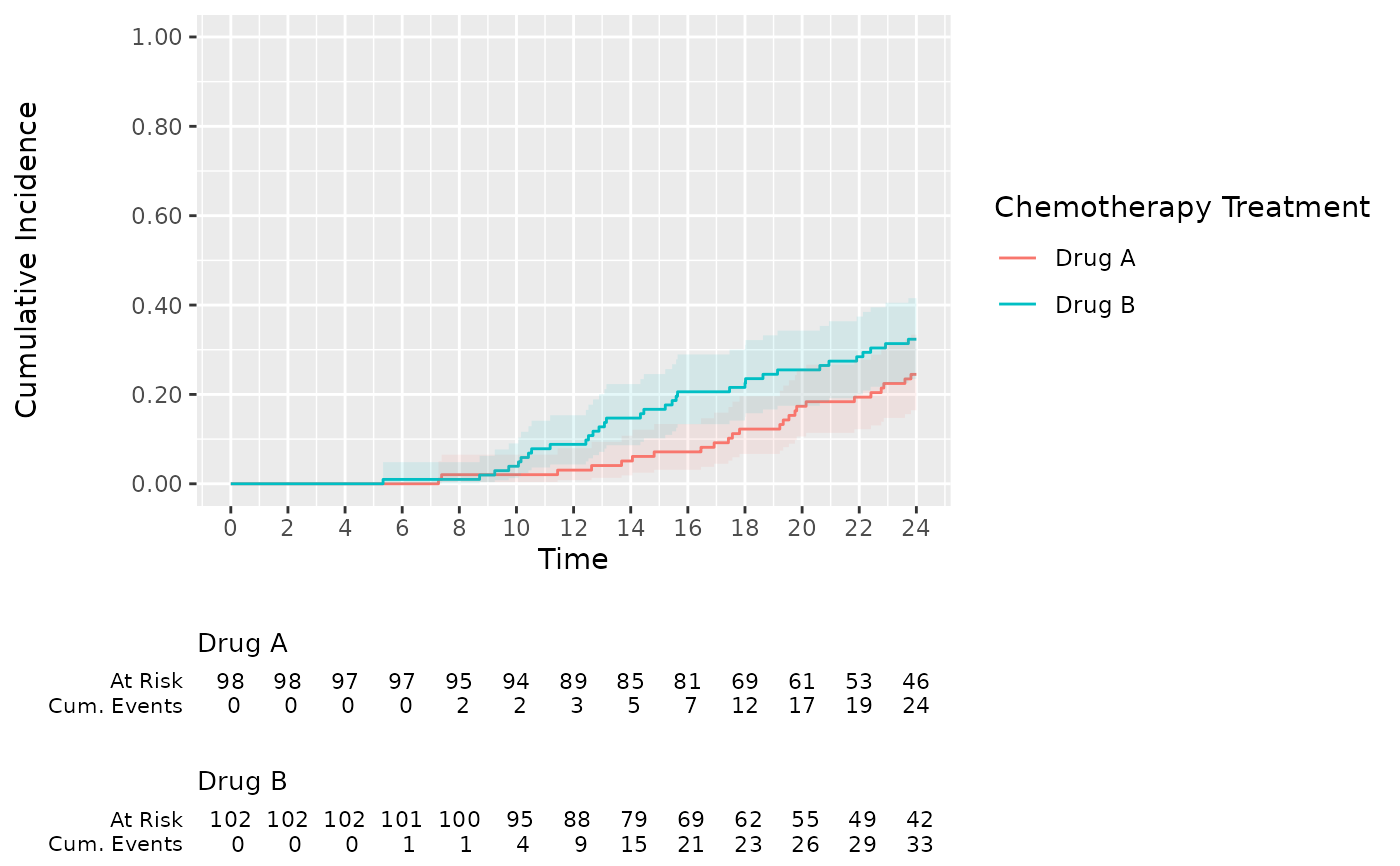 Cumulative Incidence
1.00
0.80
0.60
0.40
0.20
0.00
0 2 4 6 8 10 12 14 16 18 20 22 24
Time
Chemotherapy Treatment
Drug A
Drug B
Drug A
At Risk 98 98 97 97 95 94 89 85 81 69 61 53 46
Cum. Events 0 0 0 0 2 2 3 5 7 12 17 19 24
Drug B
At Risk 102 102 102 101 100 95 88 79 69 62 55 49 42
Cum. Events 0 0 0 1 1 4 9 15 21 23 26 29 33